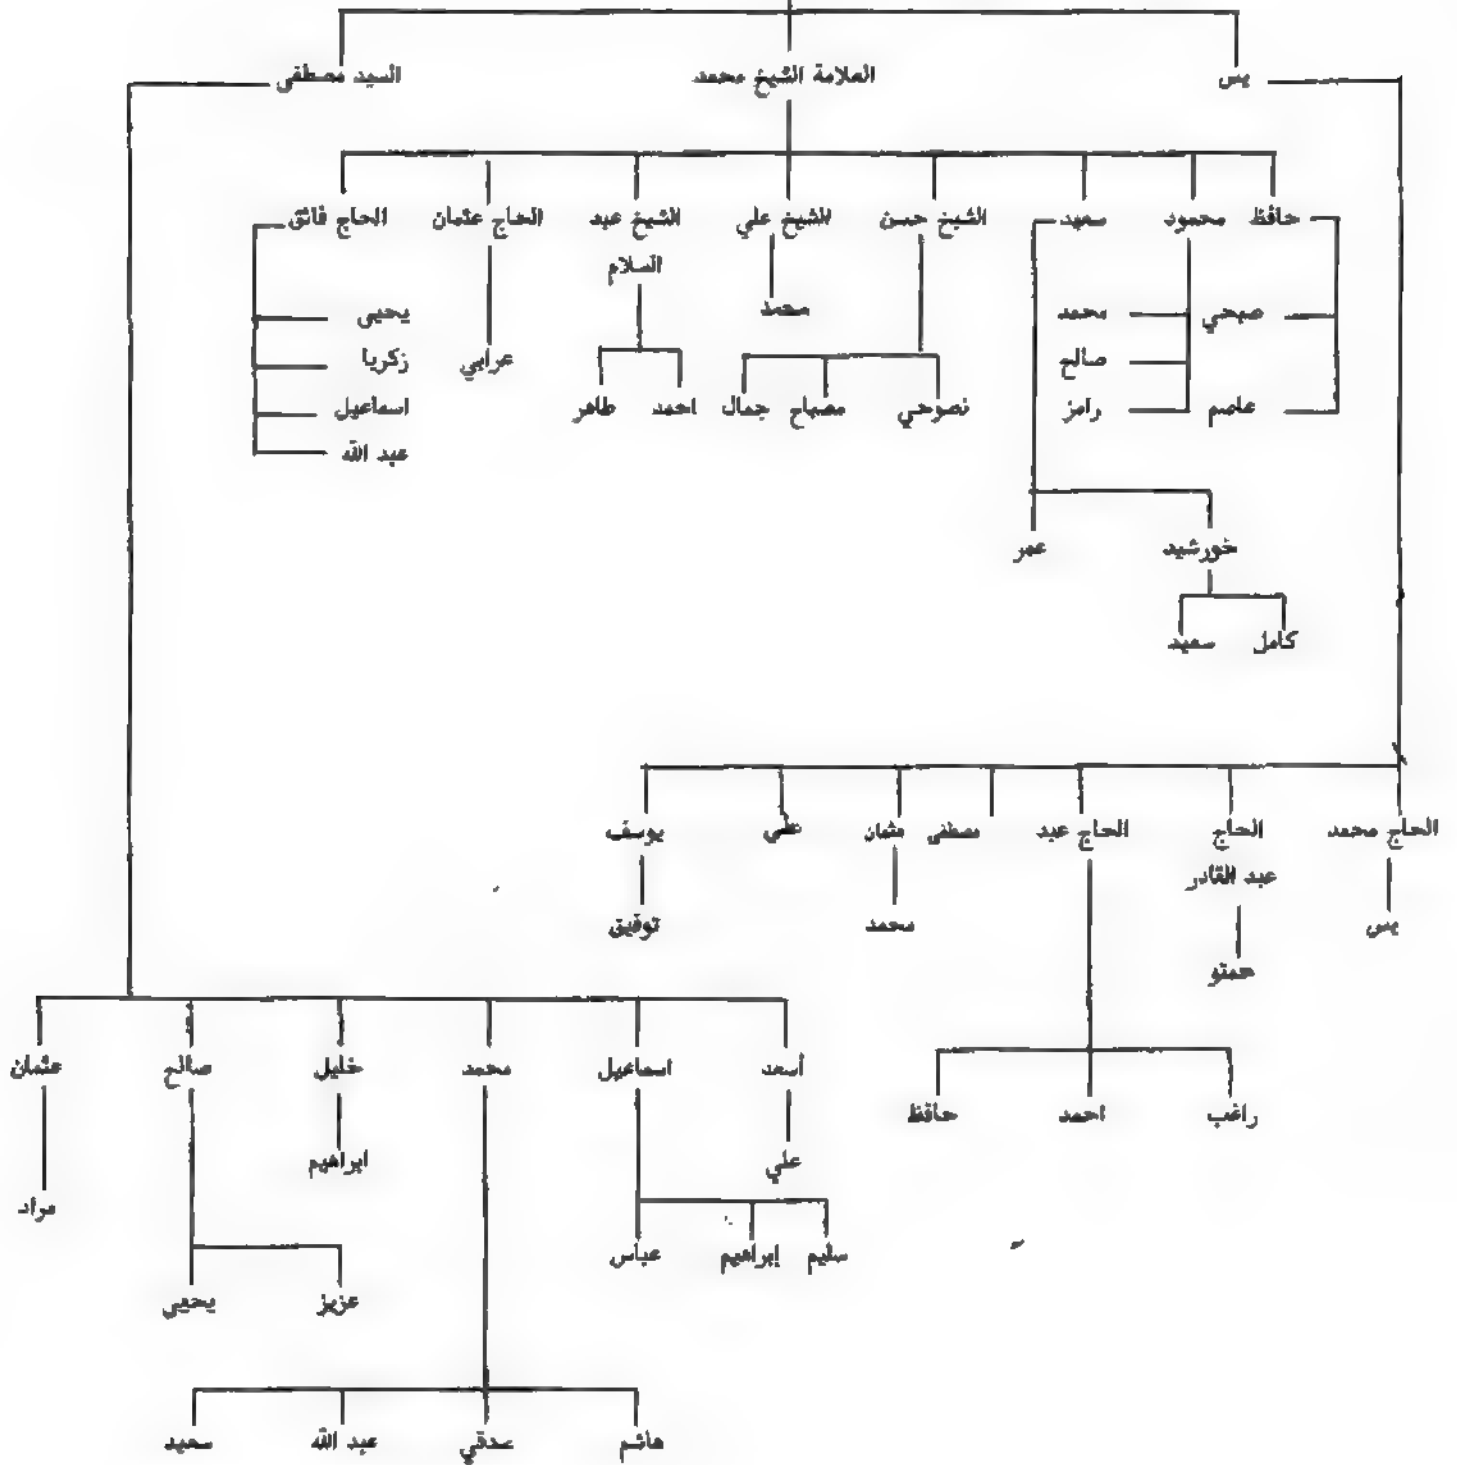 يس العلامة الشيخ محمد السيد مصطفى
حافظ محمود سعيد الشيخ حسن الشيخ علي الشيخ عبد الحاج عثمان الحاج فائق
السلام
صبحي محمد محمد يحيى
صالح عرابي زكريا
عاصم رامز نصوحي مصباح جمال احمد طاهر اسماعيل
عبد الله
خورشيد عمر
كامل سعيد
الحاج محمد الحاج الحاج عبد مصطفى عثمان علي يوسف
عبد القادر
يس محمد توفيق
حمتو
أسعد اسماعيل محمد خليل صالح عثمان
راغب احمد حافظ
علي ابراهيم
مراد
سليم إبراهيم عباس
عزيز يحيي
هاشم صدقي عبد الله سعيد